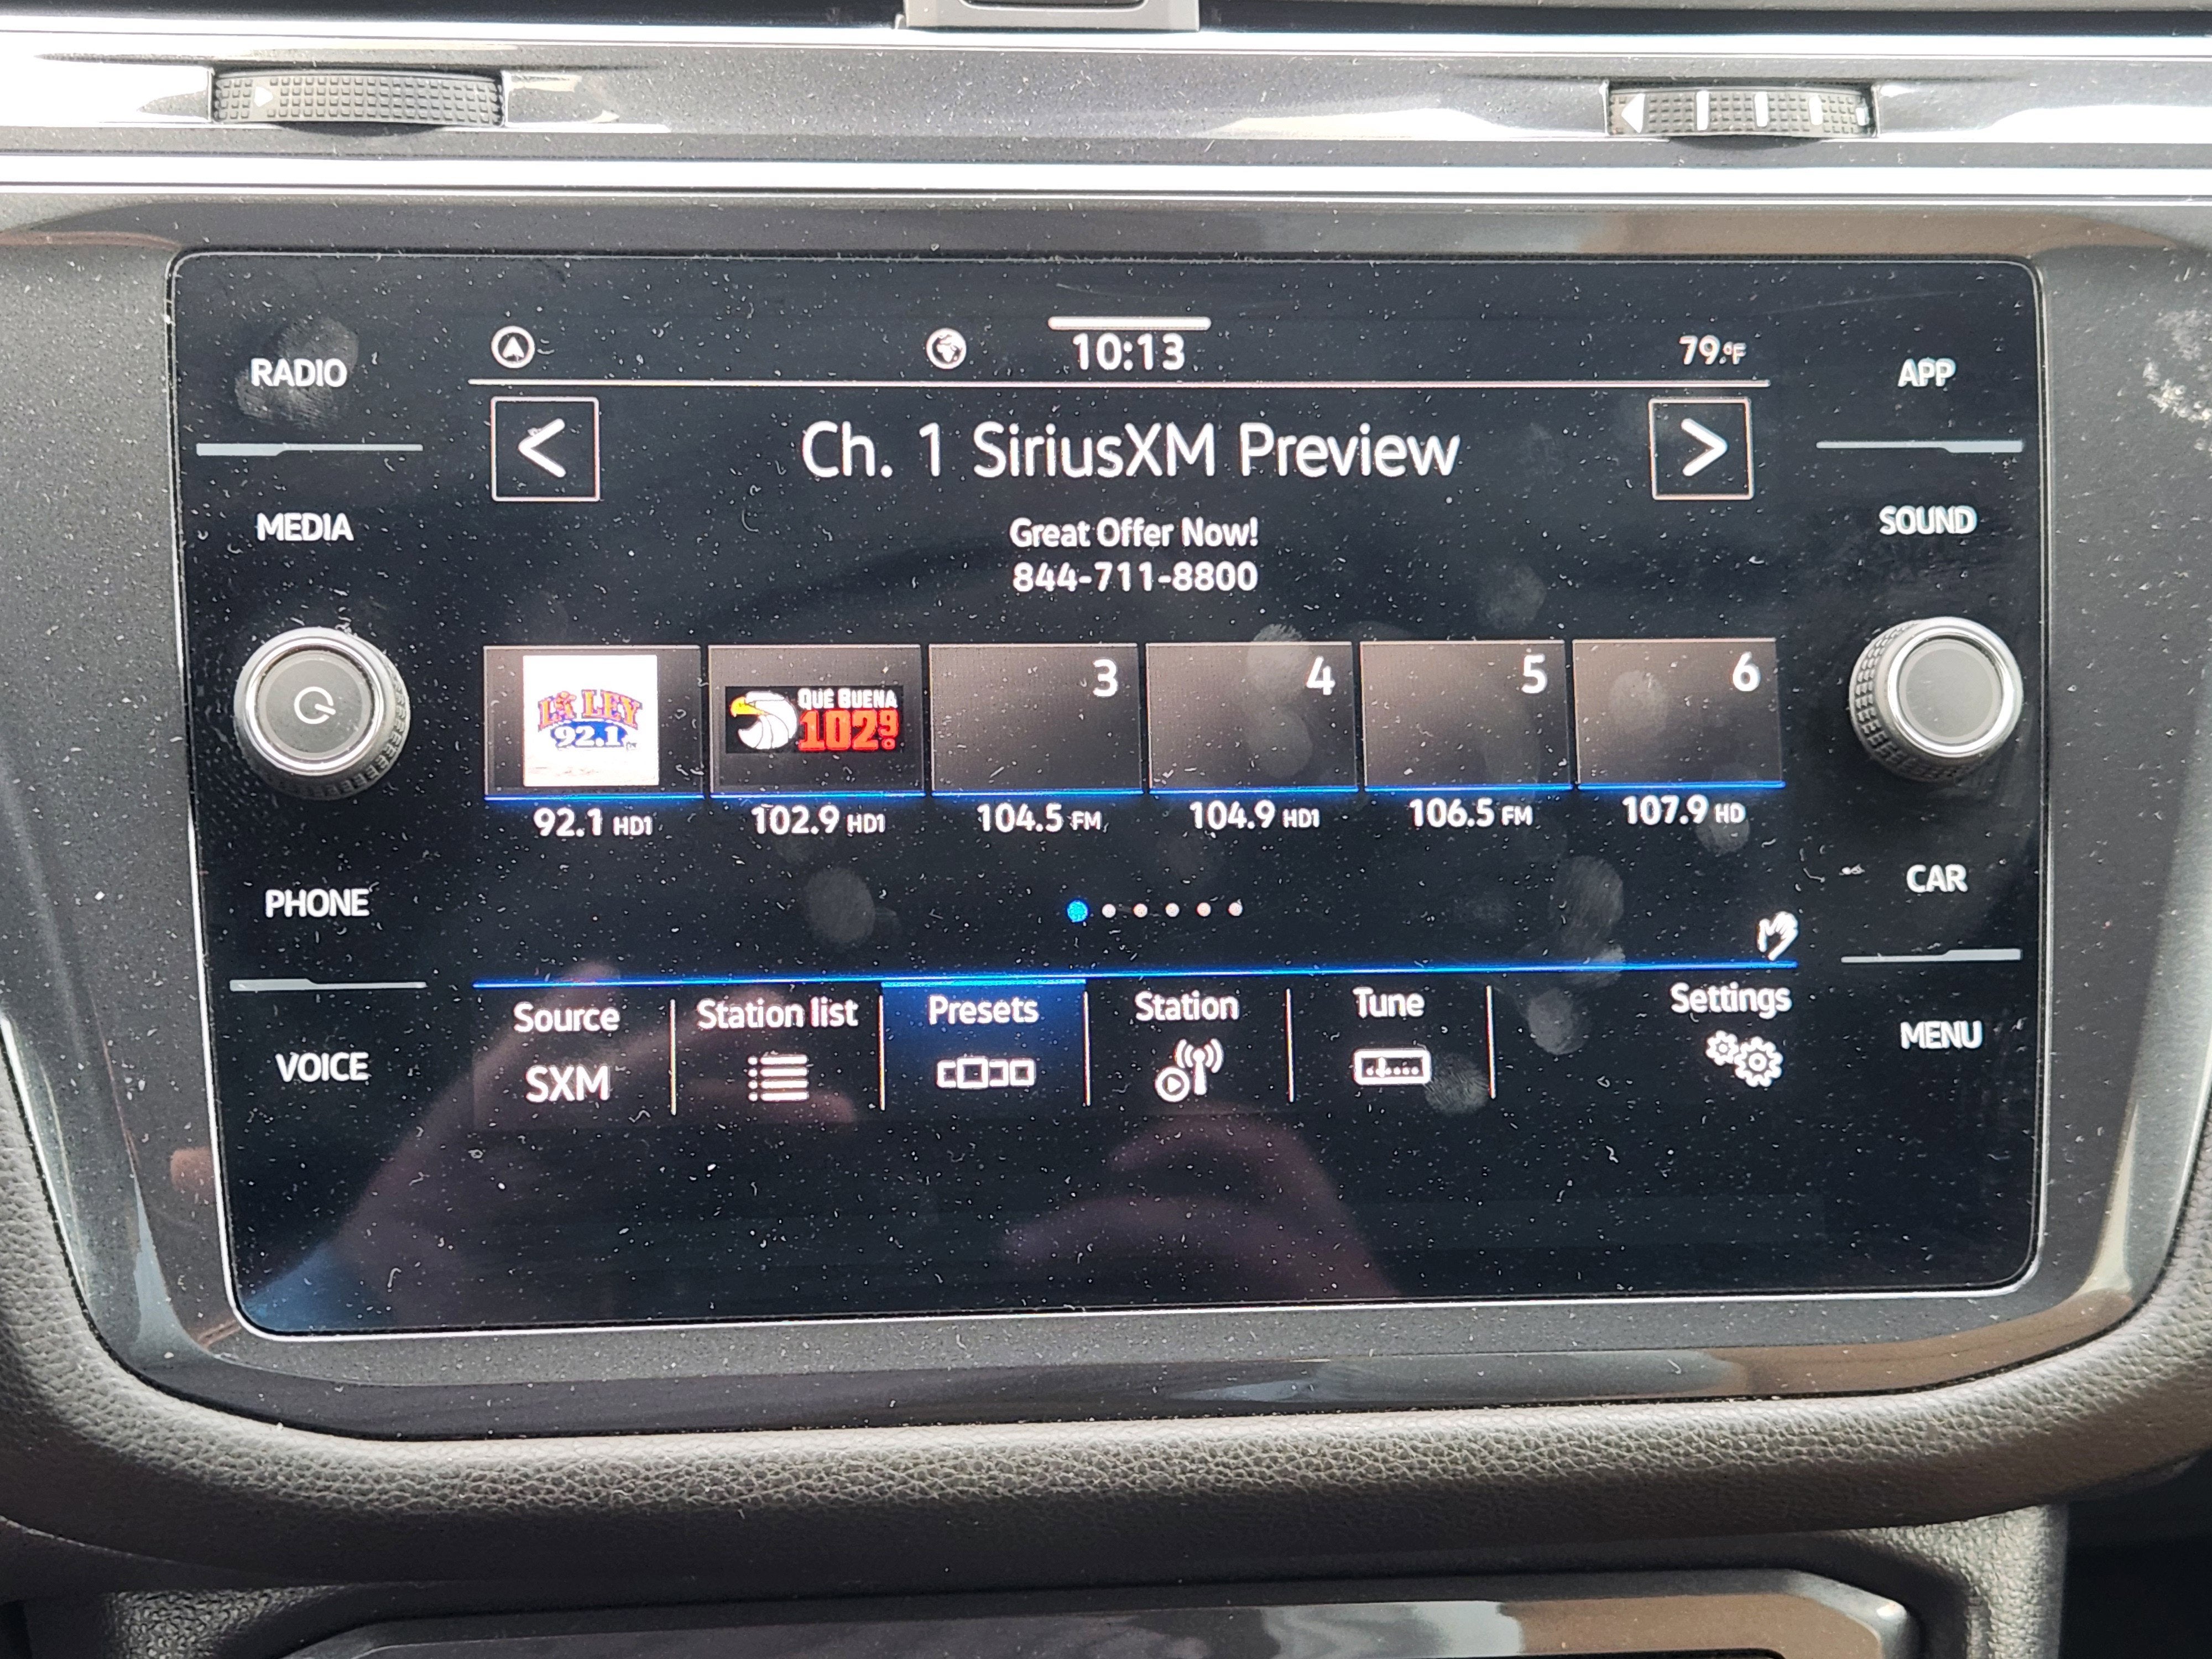 10:13
79.°F
RADIO
APP
< Ch. 1 SiriusXM Preview >
MEDIA
SOUND
Great Offer Now!
844-711-8800
LA LEY
92.1
QUE BUENA
102.9
3
4
5
6
92.1 HD1
102.9 HD1
104.5 FM
104.9 HD1
106.5 FM
107.9 HD
PHONE
CAR
Source
Station list
Presets
Station
Tune
Settings
SXM
VOICE
MENU